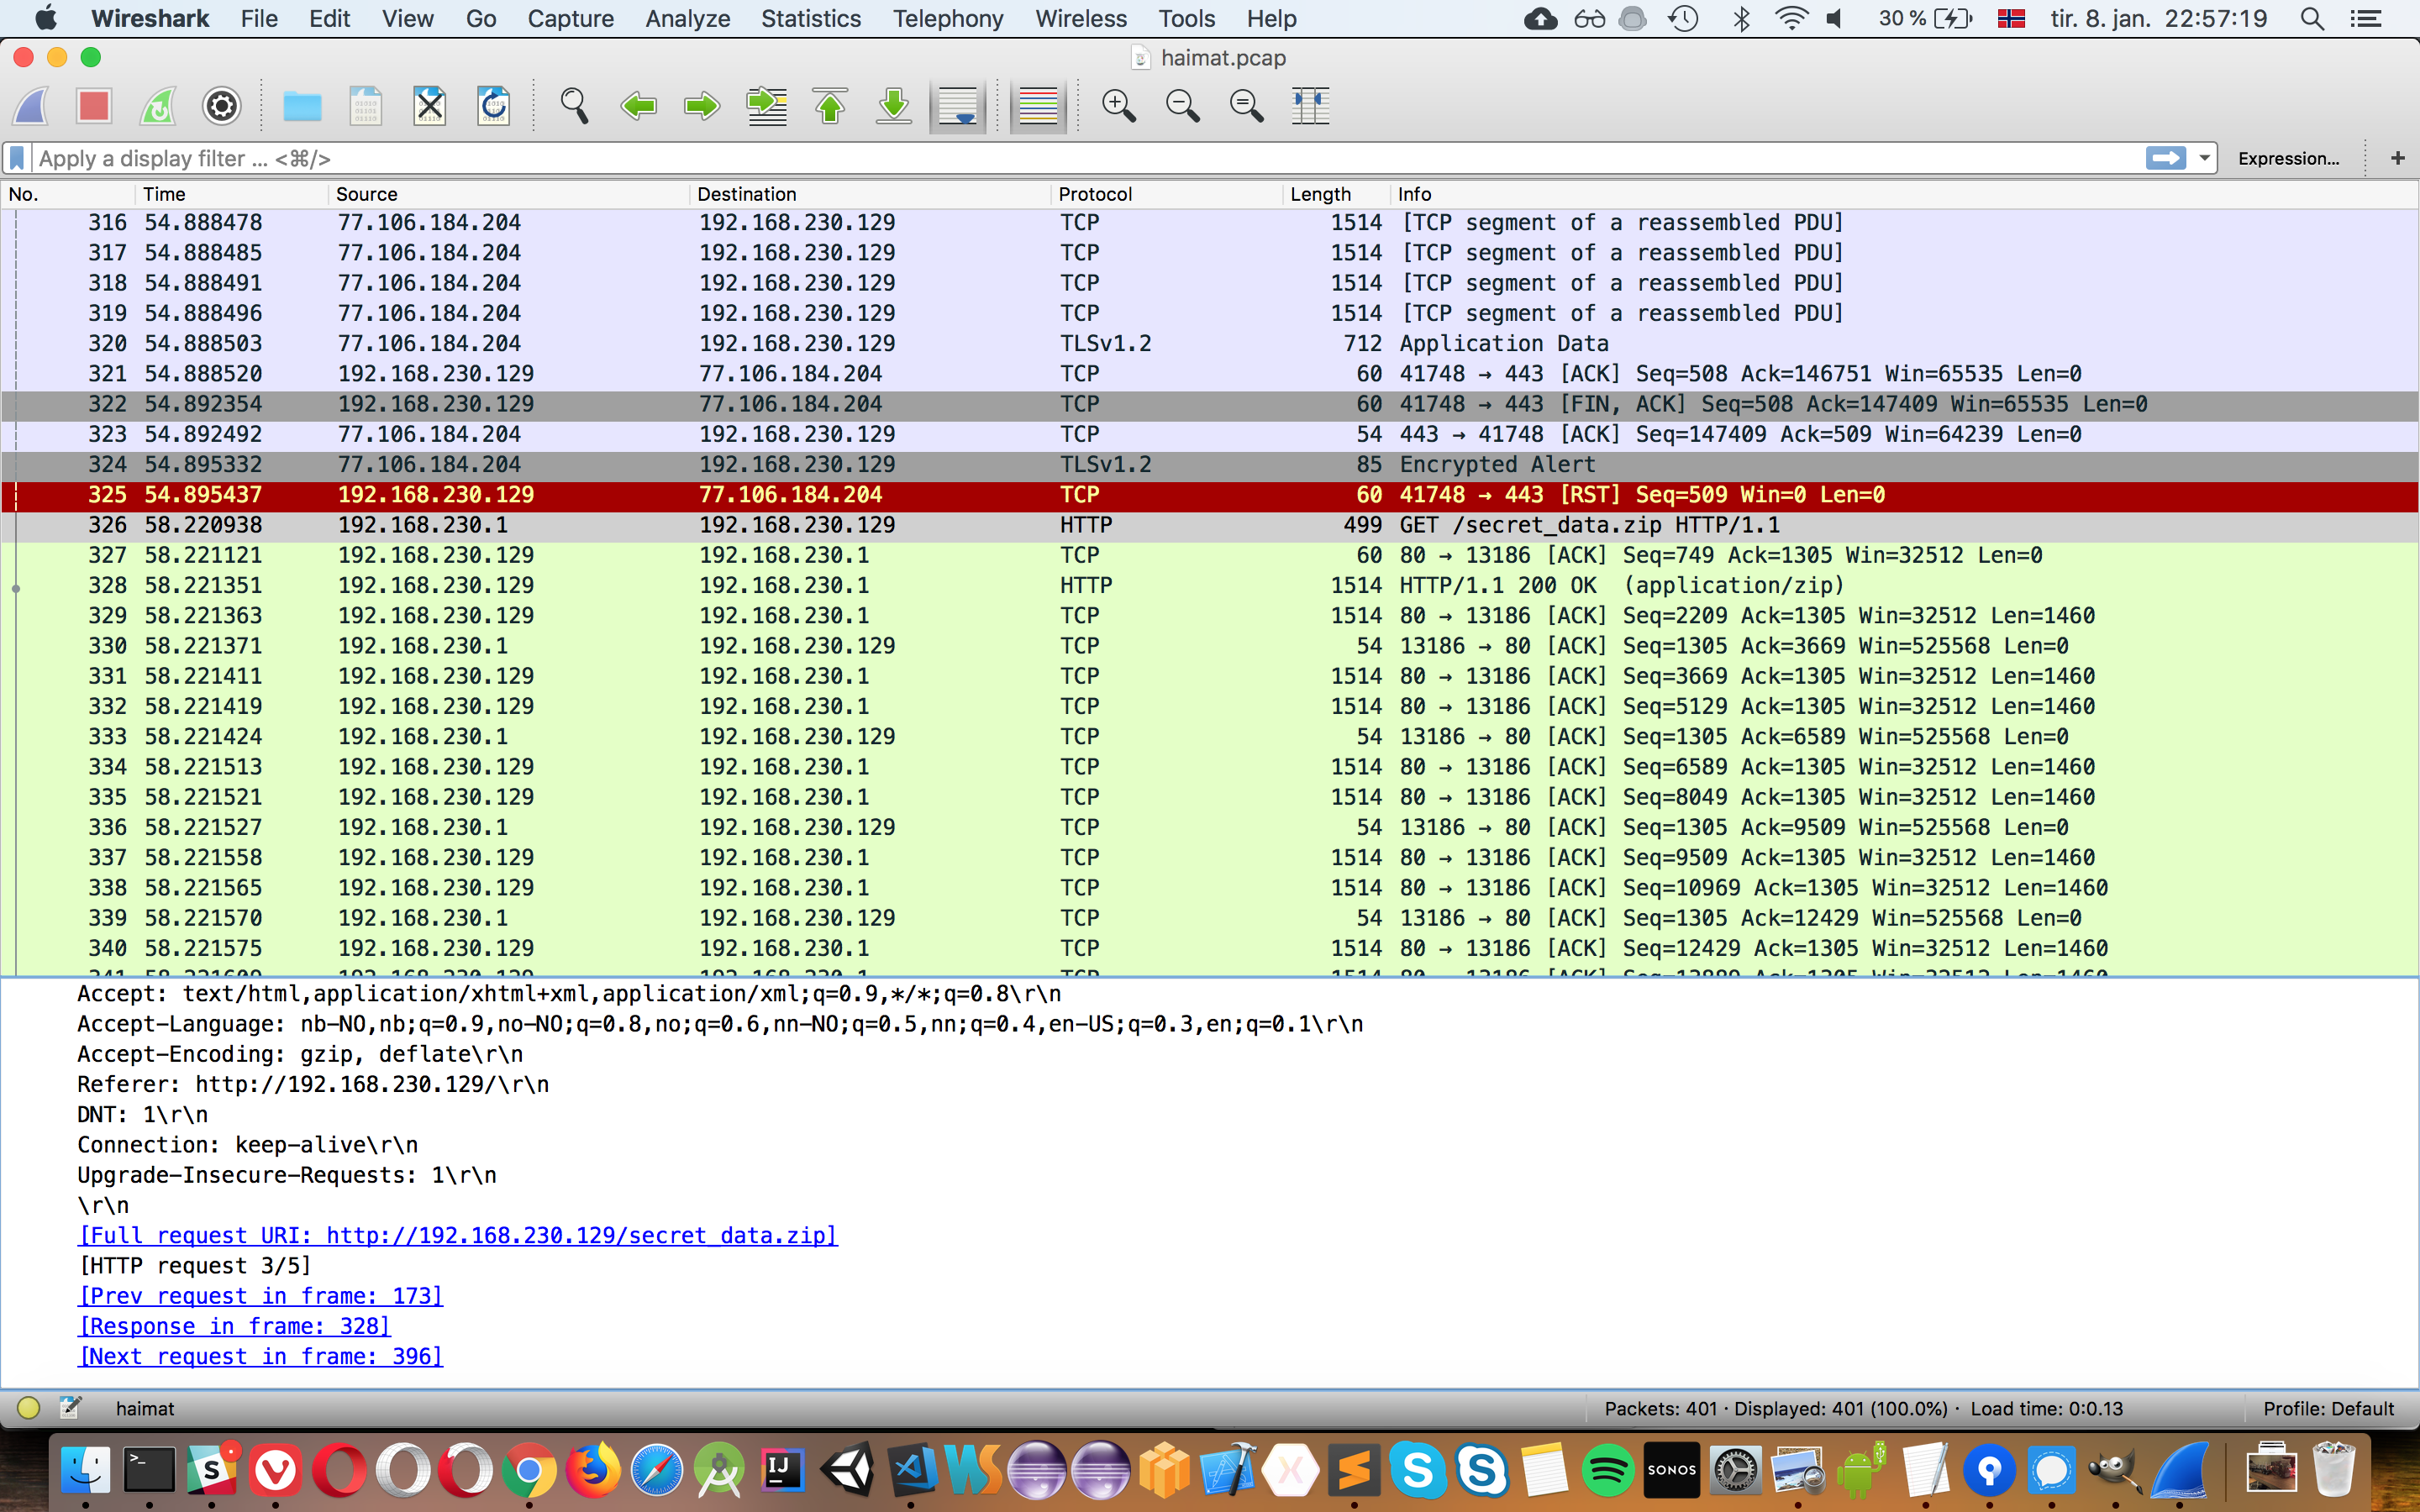 Wireshark File Edit View Go Capture Analyze Statistics Telephony Wireless Tools Help 30 % tir. 8. jan. 22:57:19
haimat.pcap
Apply a display filter ... <⌘/> Expression... +
No. Time Source Destination Protocol Length Info
316 54.888478 77.106.184.204 192.168.230.129 TCP 1514 [TCP segment of a reassembled PDU]
317 54.888485 77.106.184.204 192.168.230.129 TCP 1514 [TCP segment of a reassembled PDU]
318 54.888491 77.106.184.204 192.168.230.129 TCP 1514 [TCP segment of a reassembled PDU]
319 54.888496 77.106.184.204 192.168.230.129 TCP 1514 [TCP segment of a reassembled PDU]
320 54.888503 77.106.184.204 192.168.230.129 TLSv1.2 712 Application Data
321 54.888520 192.168.230.129 77.106.184.204 TCP 60 41748 → 443 [ACK] Seq=508 Ack=146751 Win=65535 Len=0
322 54.892354 192.168.230.129 77.106.184.204 TCP 60 41748 → 443 [FIN, ACK] Seq=508 Ack=147409 Win=65535 Len=0
323 54.892492 77.106.184.204 192.168.230.129 TCP 54 443 → 41748 [ACK] Seq=147409 Ack=509 Win=64239 Len=0
324 54.895332 77.106.184.204 192.168.230.129 TLSv1.2 85 Encrypted Alert
325 54.895437 192.168.230.129 77.106.184.204 TCP 60 41748 → 443 [RST] Seq=509 Win=0 Len=0
326 58.220938 192.168.230.1 192.168.230.129 HTTP 499 GET /secret_data.zip HTTP/1.1
327 58.221121 192.168.230.129 192.168.230.1 TCP 60 80 → 13186 [ACK] Seq=749 Ack=1305 Win=32512 Len=0
328 58.221351 192.168.230.129 192.168.230.1 HTTP 1514 HTTP/1.1 200 OK (application/zip)
329 58.221363 192.168.230.129 192.168.230.1 TCP 1514 80 → 13186 [ACK] Seq=2209 Ack=1305 Win=32512 Len=1460
330 58.221371 192.168.230.1 192.168.230.129 TCP 54 13186 → 80 [ACK] Seq=1305 Ack=3669 Win=525568 Len=0
331 58.221411 192.168.230.129 192.168.230.1 TCP 1514 80 → 13186 [ACK] Seq=3669 Ack=1305 Win=32512 Len=1460
332 58.221419 192.168.230.129 192.168.230.1 TCP 1514 80 → 13186 [ACK] Seq=5129 Ack=1305 Win=32512 Len=1460
333 58.221424 192.168.230.1 192.168.230.129 TCP 54 13186 → 80 [ACK] Seq=1305 Ack=6589 Win=525568 Len=0
334 58.221513 192.168.230.129 192.168.230.1 TCP 1514 80 → 13186 [ACK] Seq=6589 Ack=1305 Win=32512 Len=1460
335 58.221521 192.168.230.129 192.168.230.1 TCP 1514 80 → 13186 [ACK] Seq=8049 Ack=1305 Win=32512 Len=1460
336 58.221527 192.168.230.1 192.168.230.129 TCP 54 13186 → 80 [ACK] Seq=1305 Ack=9509 Win=525568 Len=0
337 58.221558 192.168.230.129 192.168.230.1 TCP 1514 80 → 13186 [ACK] Seq=9509 Ack=1305 Win=32512 Len=1460
338 58.221565 192.168.230.129 192.168.230.1 TCP 1514 80 → 13186 [ACK] Seq=10969 Ack=1305 Win=32512 Len=1460
339 58.221570 192.168.230.1 192.168.230.129 TCP 54 13186 → 80 [ACK] Seq=1305 Ack=12429 Win=525568 Len=0
340 58.221575 192.168.230.129 192.168.230.1 TCP 1514 80 → 13186 [ACK] Seq=12429 Ack=1305 Win=32512 Len=1460
Accept: text/html,application/xhtml+xml,application/xml;q=0.9,*/*;q=0.8\r\n
Accept-Language: nb-NO,nb;q=0.9,no-NO;q=0.8,no;q=0.6,nn-NO;q=0.5,nn;q=0.4,en-US;q=0.3,en;q=0.1\r\n
Accept-Encoding: gzip, deflate\r\n
Referer: http://192.168.230.129/\r\n
DNT: 1\r\n
Connection: keep-alive\r\n
Upgrade-Insecure-Requests: 1\r\n
\r\n
[Full request URI: http://192.168.230.129/secret_data.zip]
[HTTP request 3/5]
[Prev request in frame: 173]
[Response in frame: 328]
[Next request in frame: 396]
haimat Packets: 401 · Displayed: 401 (100.0%) · Load time: 0:0.13 Profile: Default
SONOS